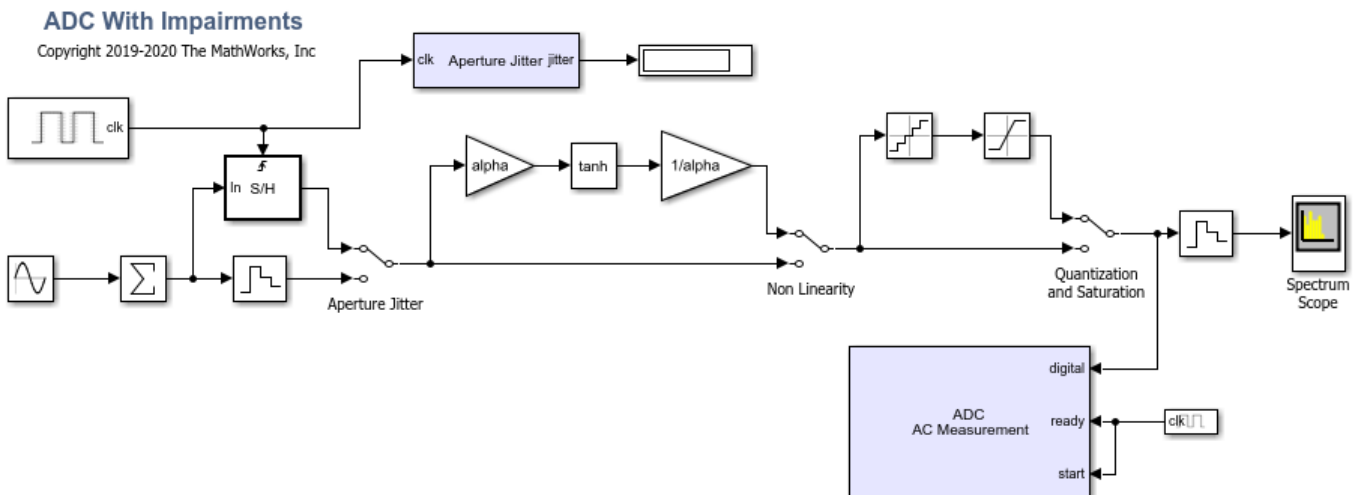 ADC With Impairments
Copyright 2019-2020 The MathWorks, Inc
clk
Aperture Jitter
jitter
clk
In
S/H
alpha
tanh
1/alpha
Aperture Jitter
Non Linearity
Quantization
and Saturation
Spectrum
Scope
digital
ADC
AC Measurement
ready
start
clk